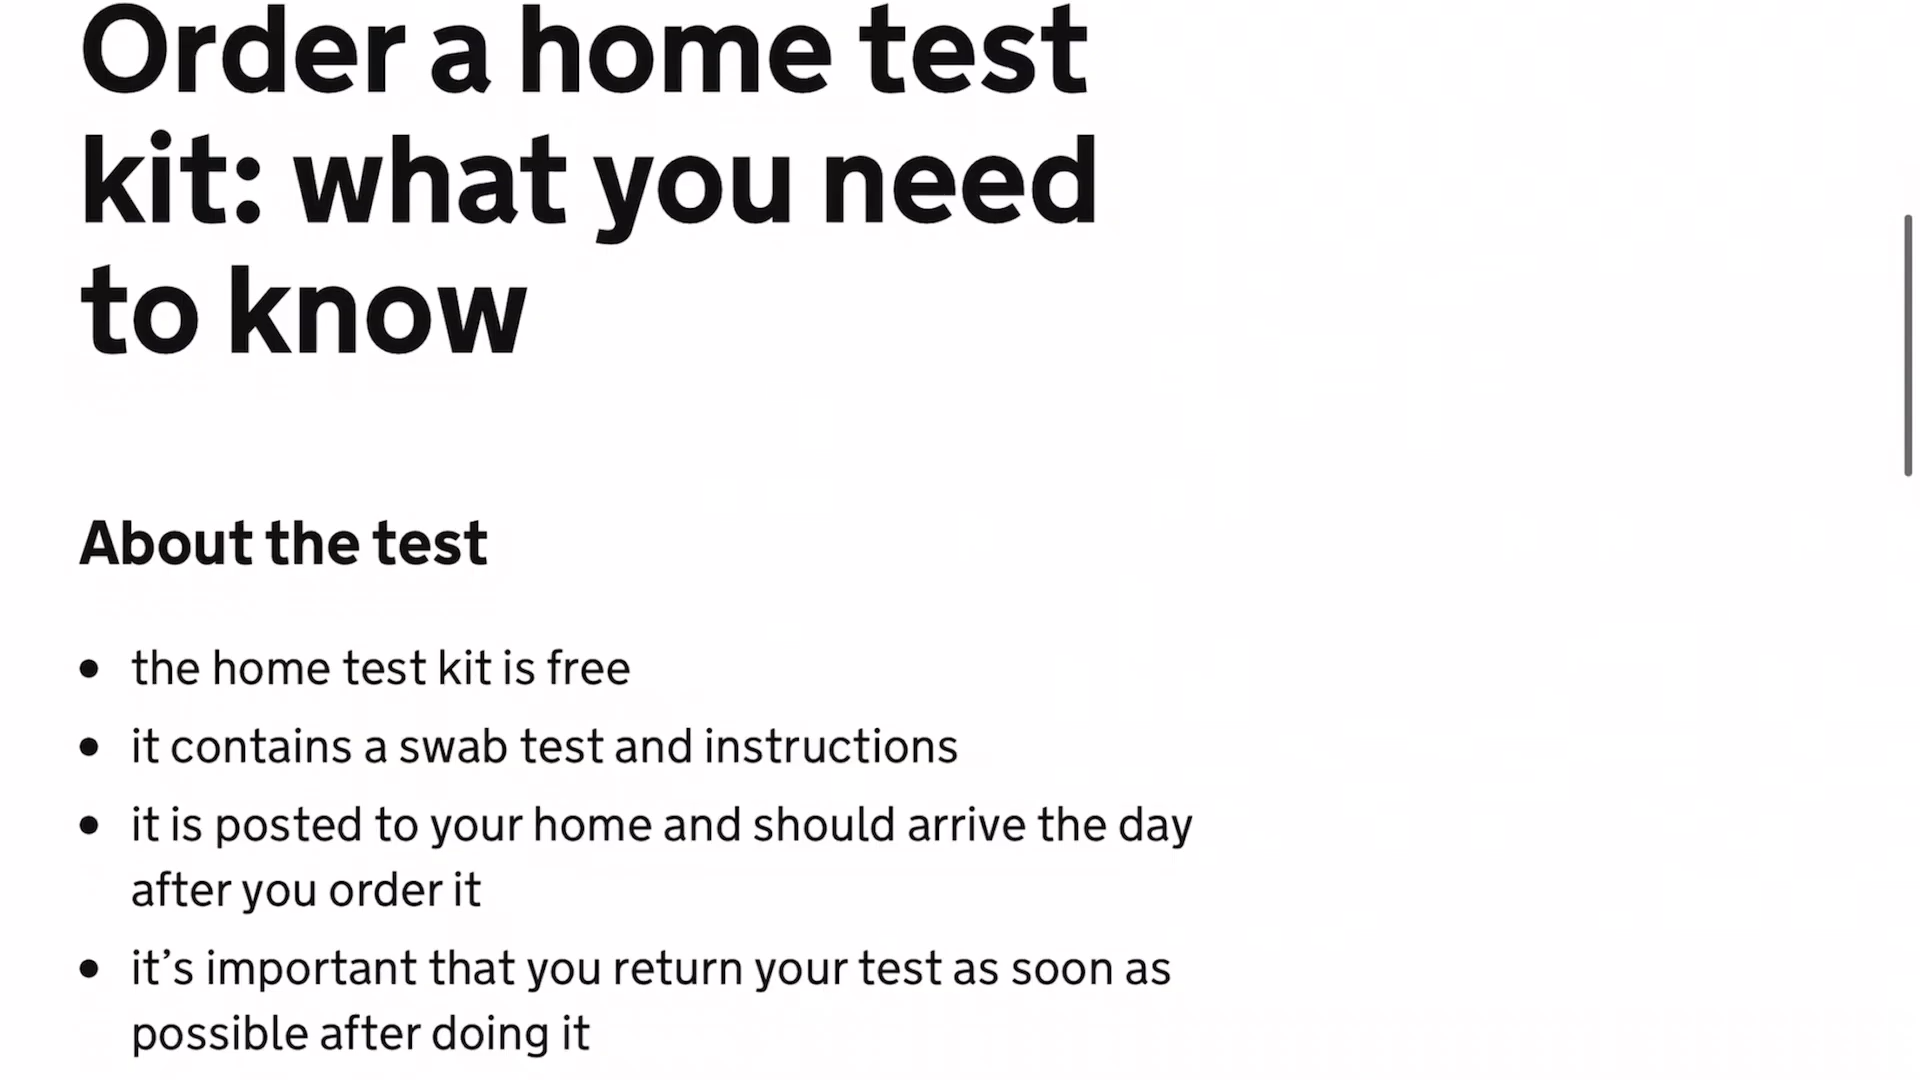 Order a home test
kit: what you need
to know
About the test
• the home test kit is free
• it contains a swab test and instructions
• it is posted to your home and should arrive the day
after you order it
• it’s important that you return your test as soon as
possible after doing it